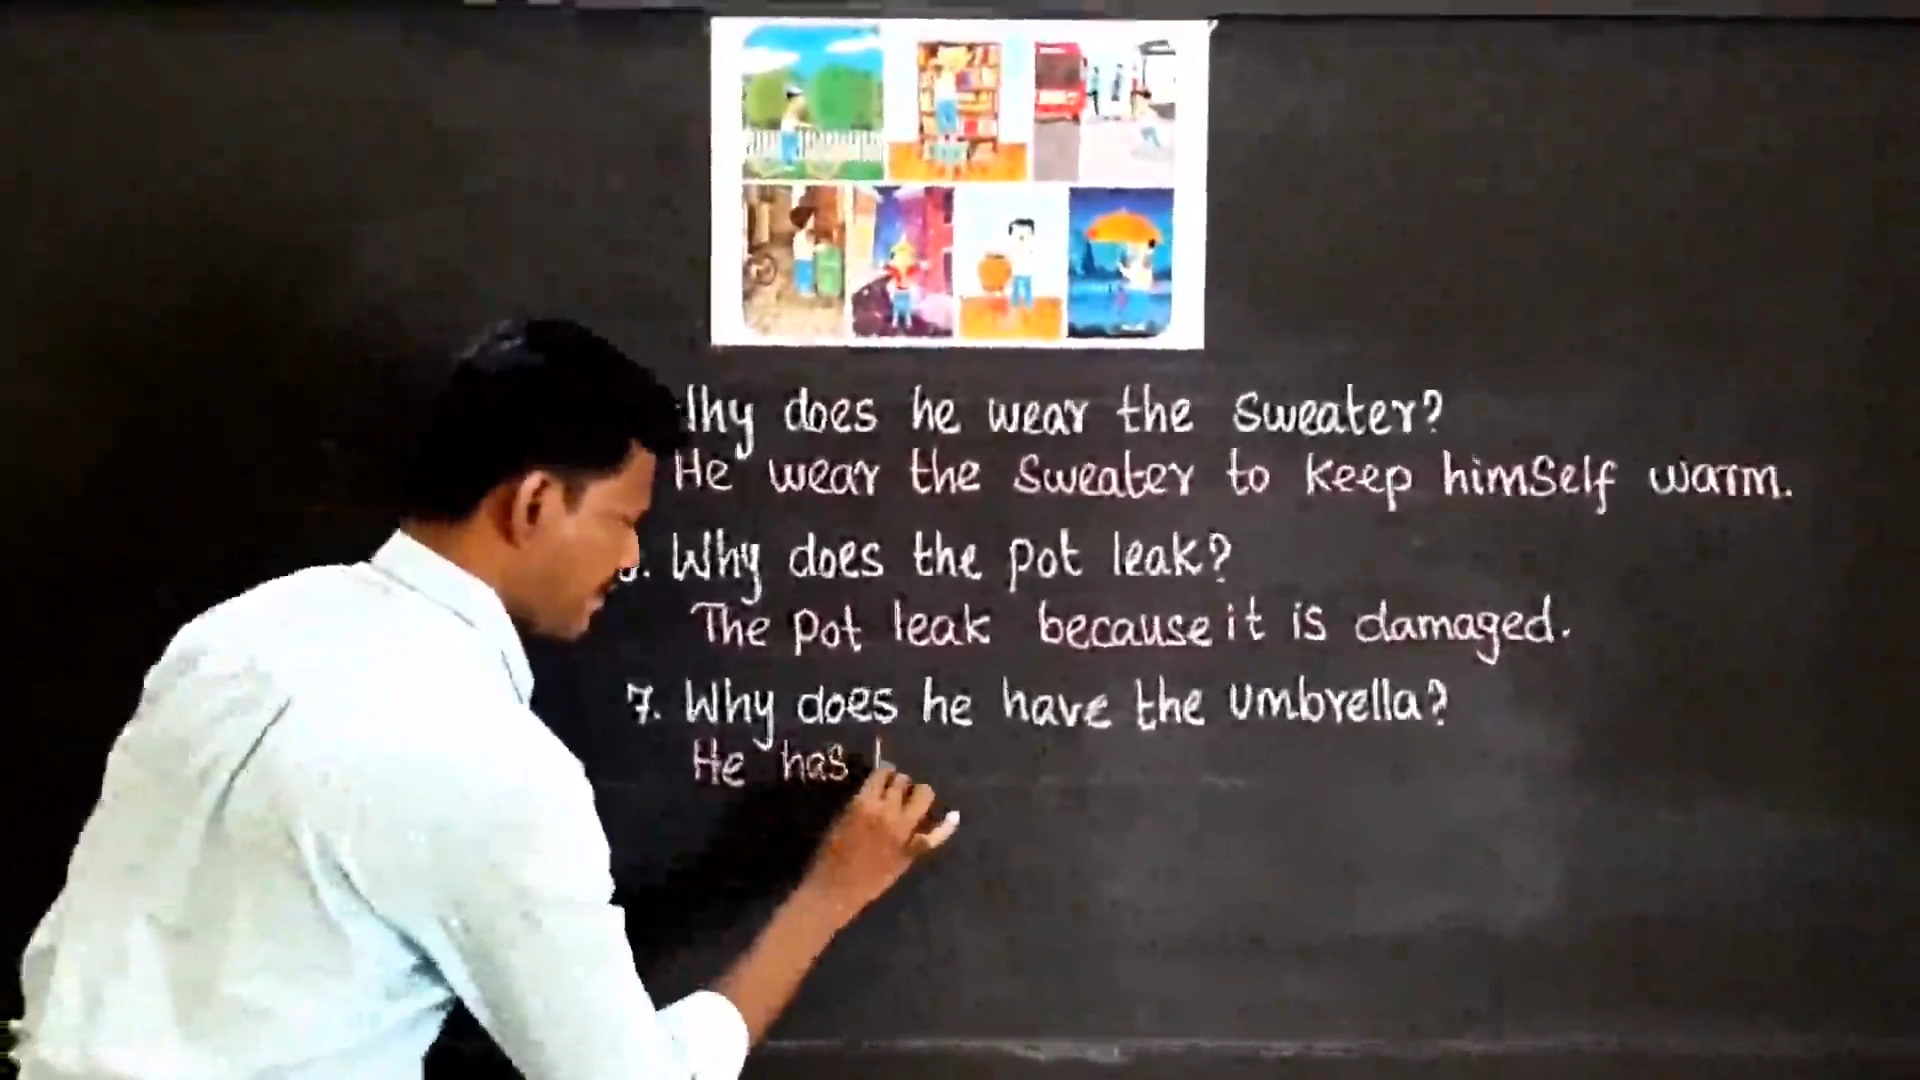 Why does he wear the sweater?
He wear the sweater to keep himself warm.
Why does the pot leak?
The pot leak because it is damaged.
7. Why does he have the umbrella?
He has